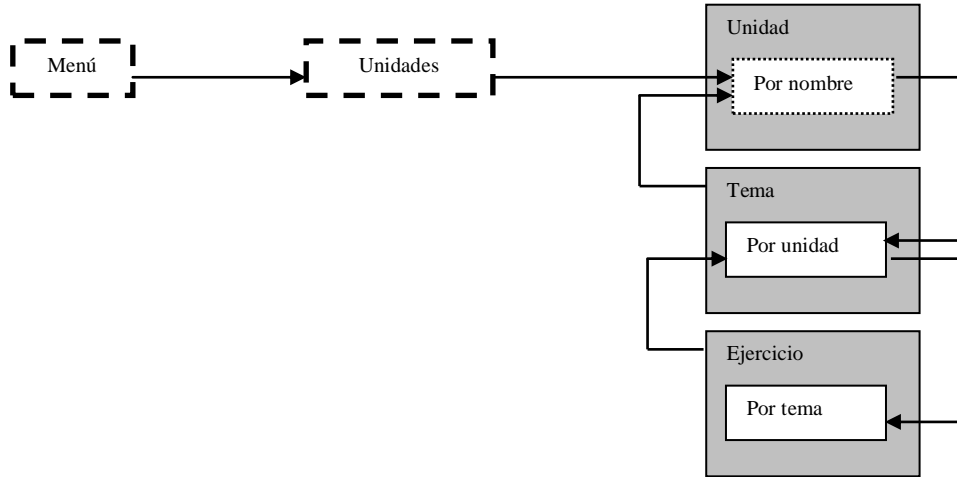 Menú
Unidades
Unidad
Por nombre
Tema
Por unidad
Ejercicio
Por tema